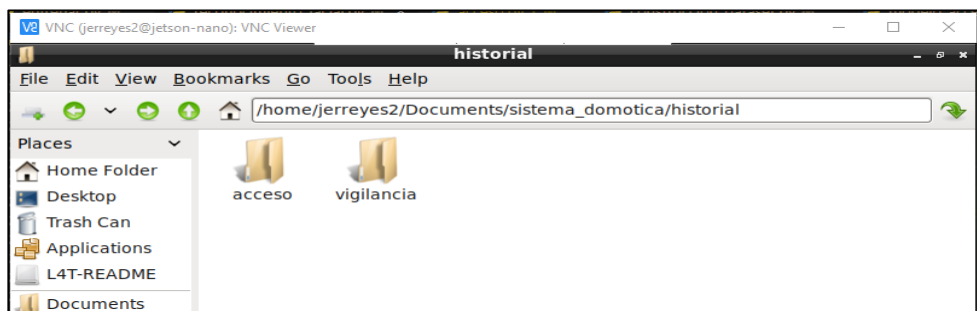 VNC (jerreyes2@jetson-nano): VNC Viewer
historial
File Edit View Bookmarks Go Tools Help
/home/jerreyes2/Documents/sistema_domotica/historial
Places
Home Folder
Desktop
Trash Can
Applications
L4T-README
Documents
acceso vigilancia